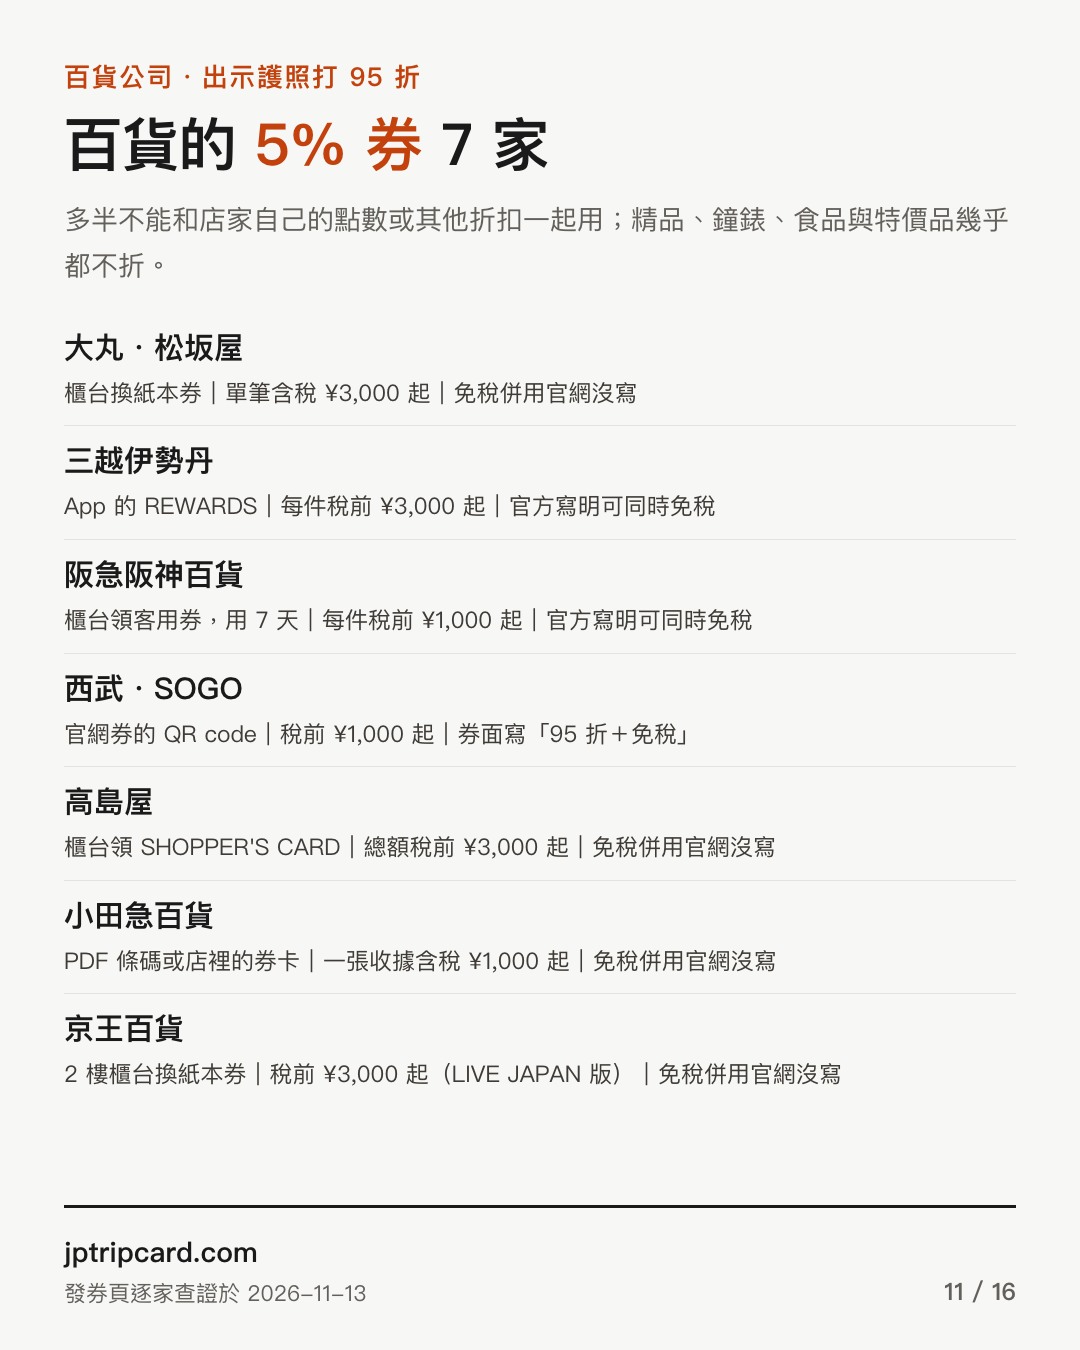 百貨公司 · 出示護照打 95 折
百貨的 5% 券 7 家
多半不能和店家自己的點數或其他折扣一起用；精品、鐘錶、食品與特價品幾乎
都不折。
大丸 · 松坂屋
櫃台換紙本券｜單筆含稅 ¥3,000 起｜免稅併用官網沒寫
三越伊勢丹
App 的 REWARDS｜每件稅前 ¥3,000 起｜官方寫明可同時免稅
阪急阪神百貨
櫃台領客用券，用 7 天｜每件稅前 ¥1,000 起｜官方寫明可同時免稅
西武 · SOGO
官網券的 QR code｜稅前 ¥1,000 起｜券面寫「95 折＋免稅」
高島屋
櫃台領 SHOPPER'S CARD｜總額稅前 ¥3,000 起｜免稅併用官網沒寫
小田急百貨
PDF 條碼或店裡的券卡｜一張收據含稅 ¥1,000 起｜免稅併用官網沒寫
京王百貨
2 樓櫃台換紙本券｜稅前 ¥3,000 起（LIVE JAPAN 版）｜免稅併用官網沒寫
jptripcard.com
發券頁逐家查證於 2026-11-13
11 / 16